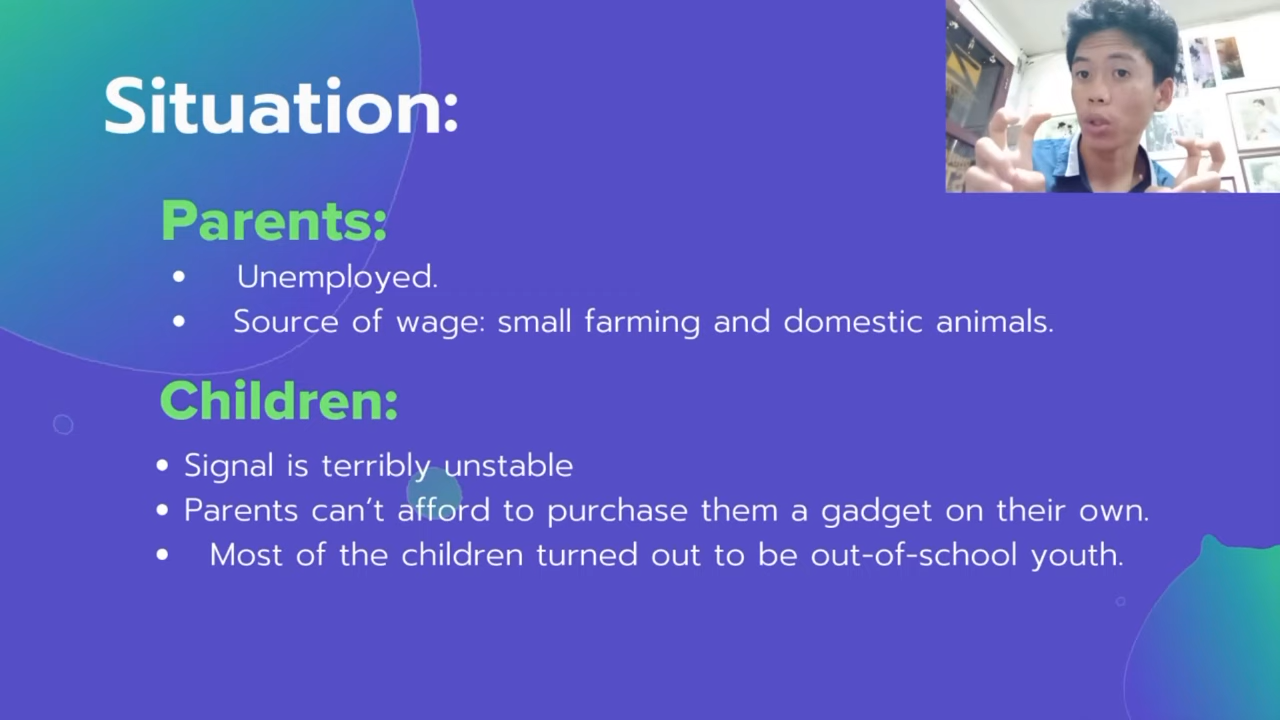 Situation:
Parents:
• Unemployed.
• Source of wage: small farming and domestic animals.
Children:
• Signal is terribly unstable
• Parents can’t afford to purchase them a gadget on their own.
• Most of the children turned out to be out-of-school youth.